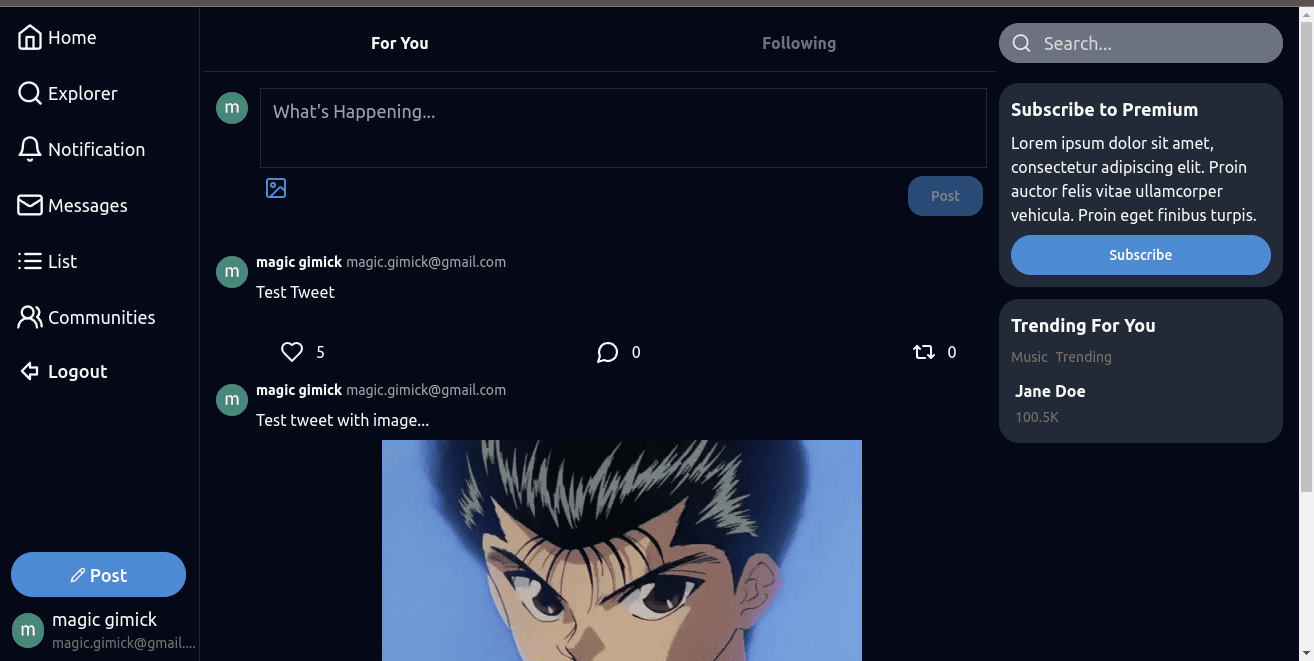 Home
Explorer
Notification
Messages
List
Communities
Logout
Post
m
magic gimick
magic.gimick@gmail....
For You
Following
m
What's Happening...
Post
m
magic gimick magic.gimick@gmail.com
Test Tweet
5
0
0
m
magic gimick magic.gimick@gmail.com
Test tweet with image...
Search...
Subscribe to Premium
Lorem ipsum dolor sit amet,
consectetur adipiscing elit. Proin
auctor felis vitae ullamcorper
vehicula. Proin eget finibus turpis.
Subscribe
Trending For You
Music Trending
Jane Doe
100.5K